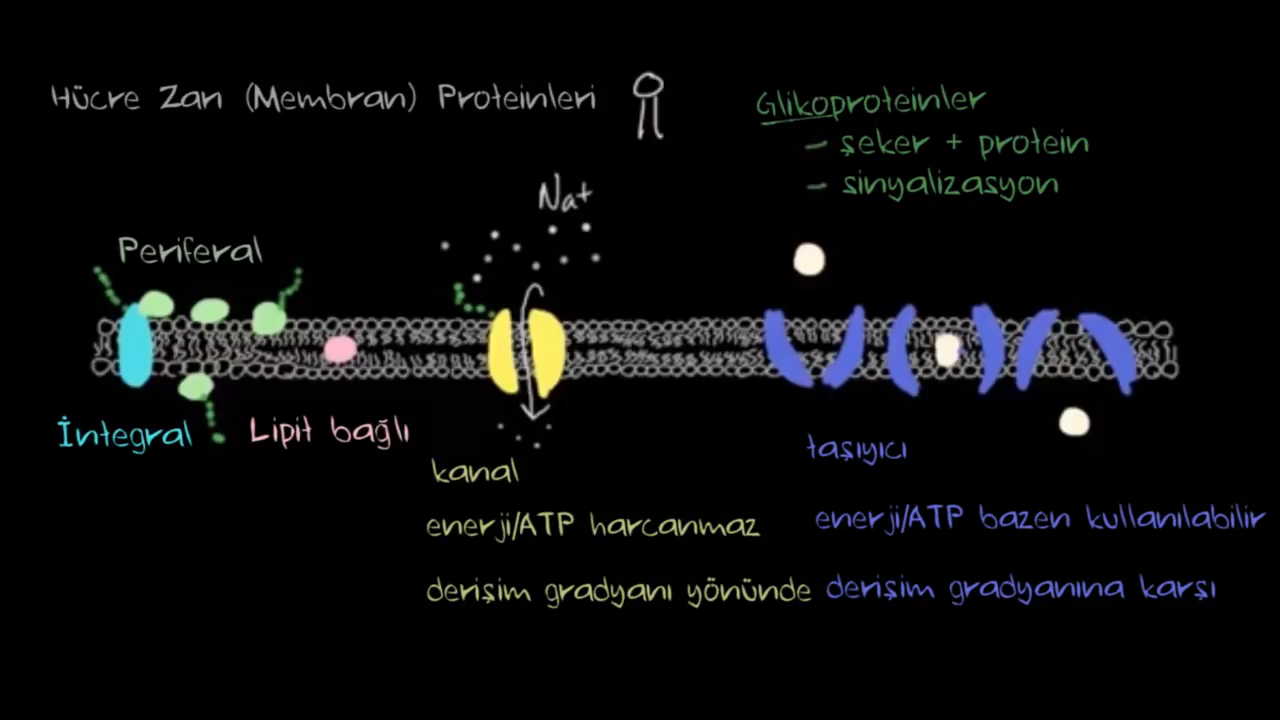 Hücre Zarı (Membran) Proteinleri
Glikoproteinler
- şeker + protein
- sinyalizasyon
Na+
Periferal
İntegral
Lipit bağlı
kanal
enerji/ATP harcanmaz
derişim gradyanı yönünde
taşıyıcı
enerji/ATP bazen kullanılabilir
derişim gradyanına karşı